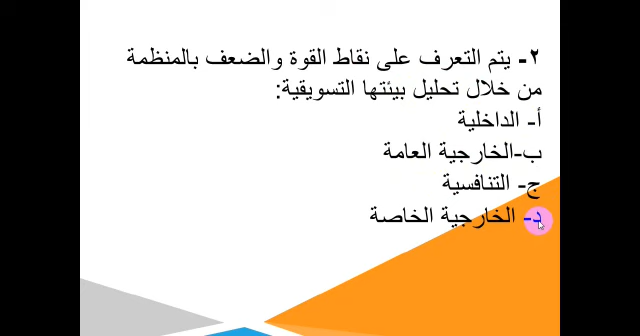 ٢- يتم التعرف على نقاط القوة والضعف بالمنظمة
من خلال تحليل بيئتها التسويقية:
أ- الداخلية
ب-الخارجية العامة
ج- التنافسية
د- الخارجية الخاصة